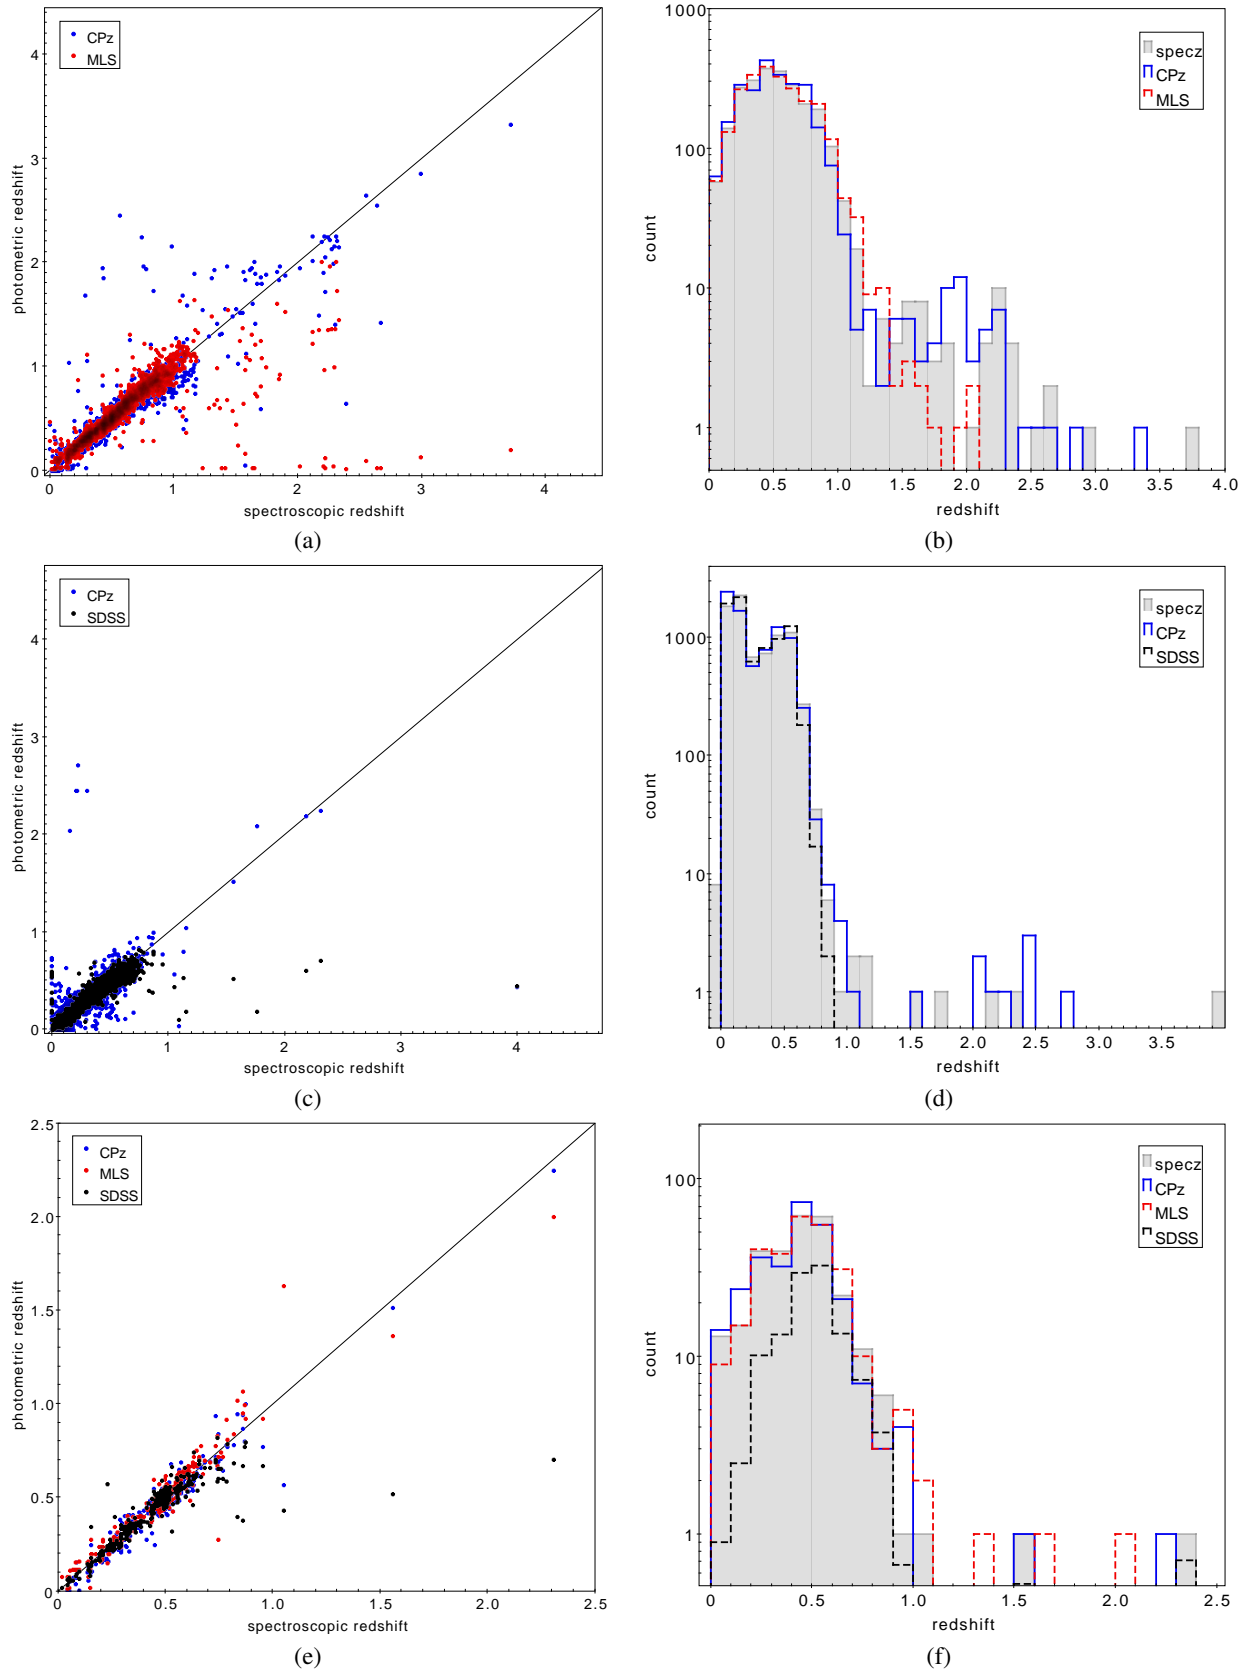 4
3
2
1
0
0
1
2
3
4
photometric redshift
spectroscopic redshift
CPz
MLS
(a)
1000
100
10
1
0
0.5
1.0
1.5
2.0
2.5
3.0
3.5
4.0
count
redshift
specz
CPz
MLS
(b)
4
3
2
1
0
0
1
2
3
4
photometric redshift
spectroscopic redshift
CPz
SDSS
(c)
1000
100
10
1
0
0.5
1.0
1.5
2.0
2.5
3.0
3.5
count
redshift
specz
CPz
SDSS
(d)
2.5
2.0
1.5
1.0
0.5
0
0
0.5
1.0
1.5
2.0
2.5
photometric redshift
spectroscopic redshift
CPz
MLS
SDSS
(e)
100
10
1
0
0.5
1.0
1.5
2.0
2.5
count
redshift
specz
CPz
MLS
SDSS
(f)